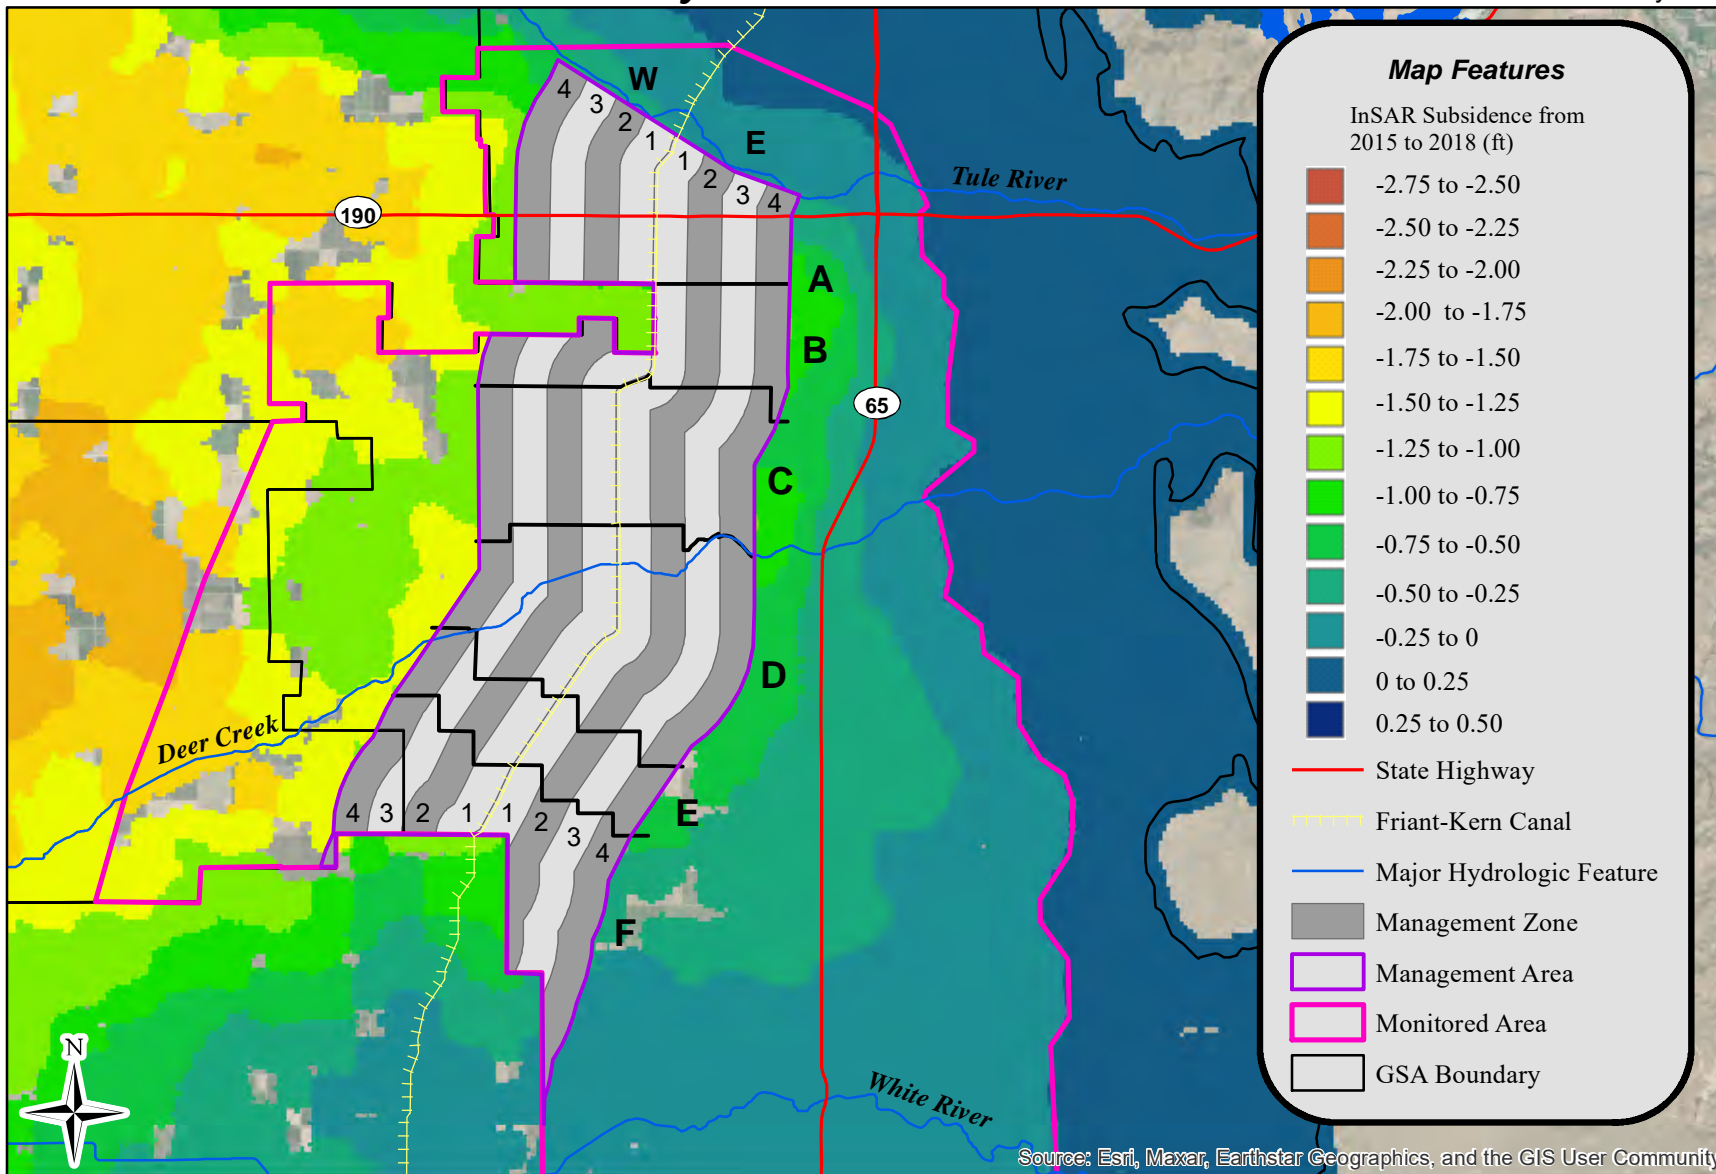 W
4
3
2
1
1
2
3
4
E
Tule River
190
A
B
65
C
D
Deer Creek
4
3
2
1
1
2
3
4
E
F
N
White River
Map Features
InSAR Subsidence from
2015 to 2018 (ft)
-2.75 to -2.50
-2.50 to -2.25
-2.25 to -2.00
-2.00 to -1.75
-1.75 to -1.50
-1.50 to -1.25
-1.25 to -1.00
-1.00 to -0.75
-0.75 to -0.50
-0.50 to -0.25
-0.25 to 0
0 to 0.25
0.25 to 0.50
State Highway
Friant-Kern Canal
Major Hydrologic Feature
Management Zone
Management Area
Monitored Area
GSA Boundary
Source: Esri, Maxar, Earthstar Geographics, and the GIS User Community